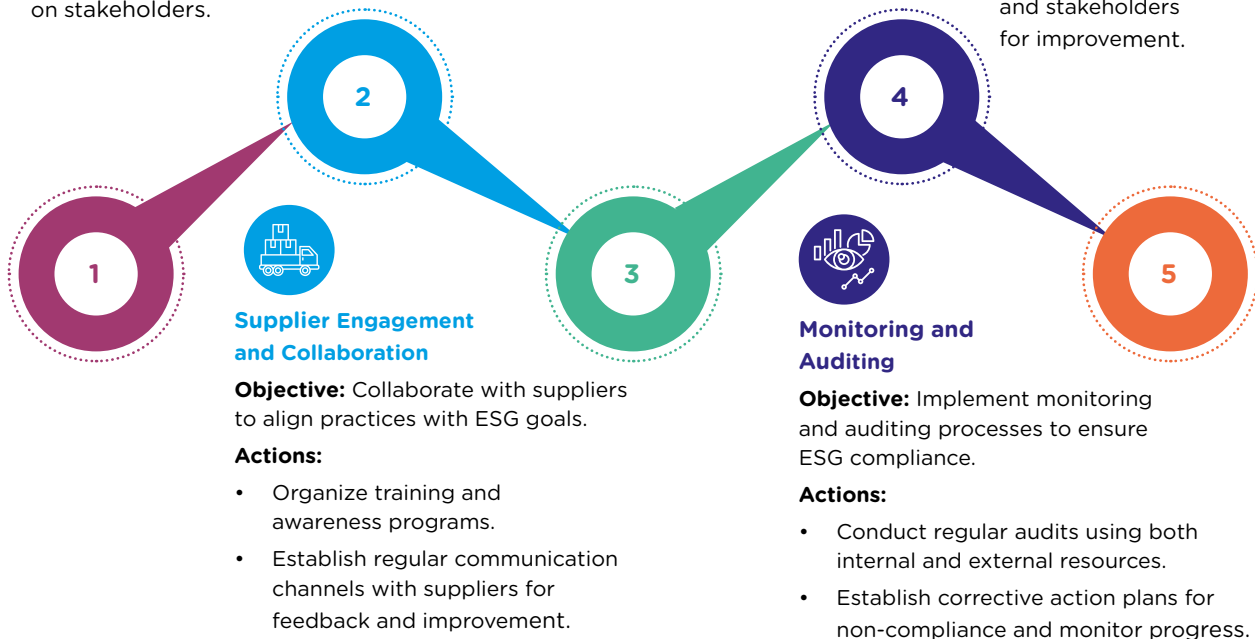 on stakeholders.
and stakeholders
for improvement.
2
4
1
3
5
Supplier Engagement
and Collaboration
Objective: Collaborate with suppliers
to align practices with ESG goals.
Actions:
• Organize training and
awareness programs.
• Establish regular communication
channels with suppliers for
feedback and improvement.
Monitoring and
Auditing
Objective: Implement monitoring
and auditing processes to ensure
ESG compliance.
Actions:
• Conduct regular audits using both
internal and external resources.
• Establish corrective action plans for
non-compliance and monitor progress.